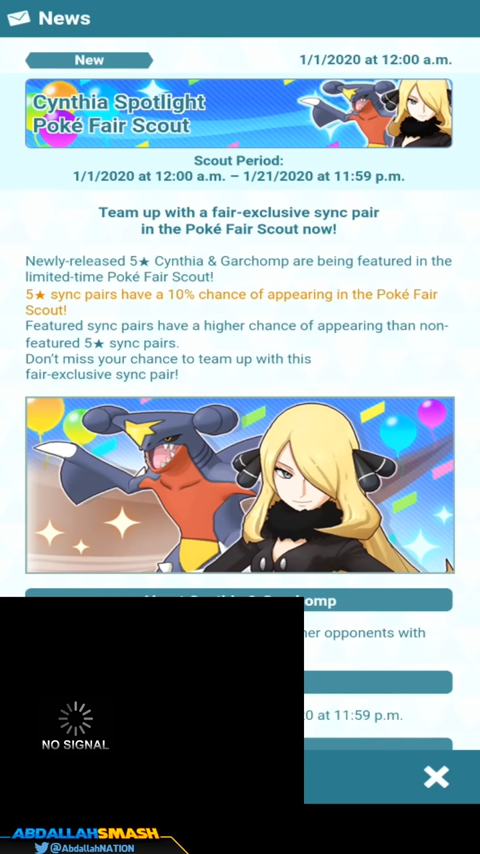 News
New
1/1/2020 at 12:00 a.m.
Cynthia Spotlight
Poké Fair Scout
Scout Period:
1/1/2020 at 12:00 a.m. – 1/21/2020 at 11:59 p.m.
Team up with a fair-exclusive sync pair
in the Poké Fair Scout now!
Newly-released 5★ Cynthia & Garchomp are being featured in the
limited-time Poké Fair Scout!
5★ sync pairs have a 10% chance of appearing in the Poké Fair
Scout!
Featured sync pairs have a higher chance of appearing than non-
featured 5★ sync pairs.
Don't miss your chance to team up with this
fair-exclusive sync pair!
opponents with
at 11:59 p.m.
NO SIGNAL
ABDALLAHSMASH
@AbdallahNATION